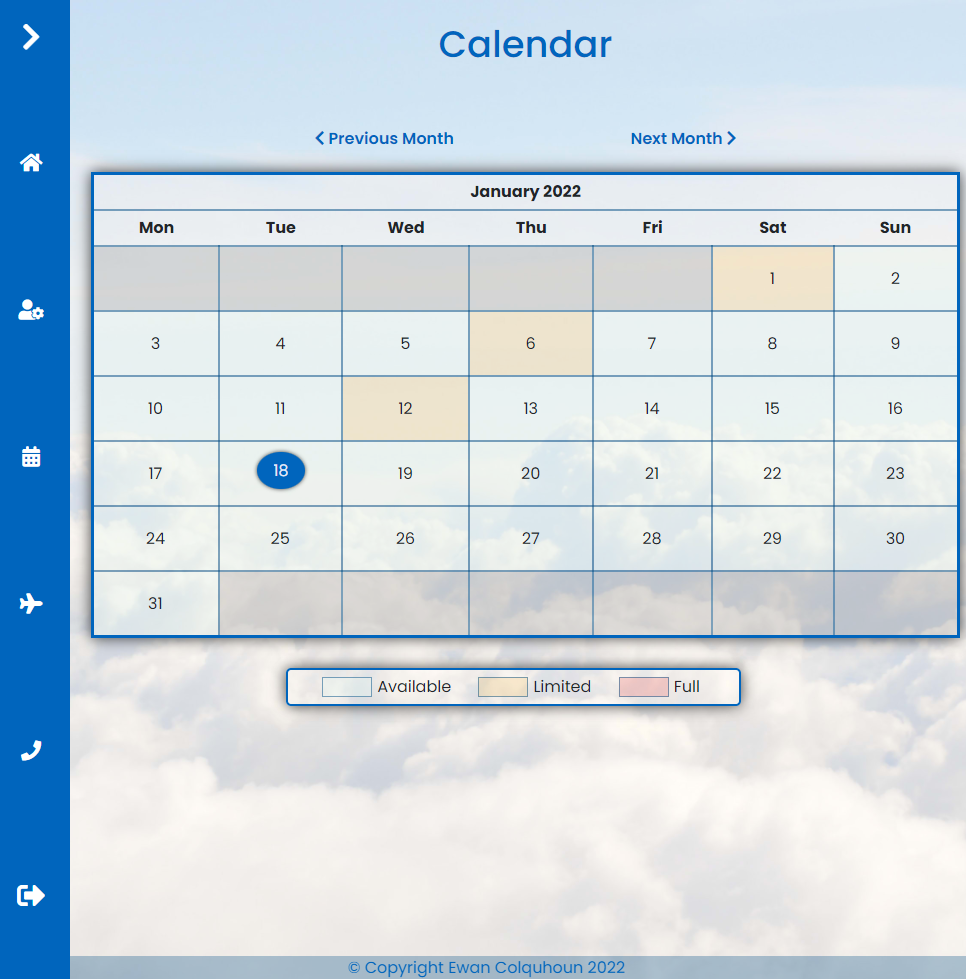 Calendar
Previous Month Next Month
January 2022
Mon Tue Wed Thu Fri Sat Sun
1 2
3 4 5 6 7 8 9
10 11 12 13 14 15 16
17 18 19 20 21 22 23
24 25 26 27 28 29 30
31
Available Limited Full
© Copyright Ewan Colquhoun 2022